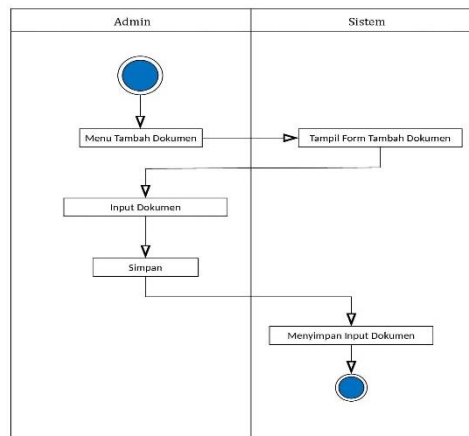 Admin
Sistem
Menu Tambah Dokumen
Tampil Form Tambah Dokumen
Input Dokumen
Simpan
Menyimpan Input Dokumen